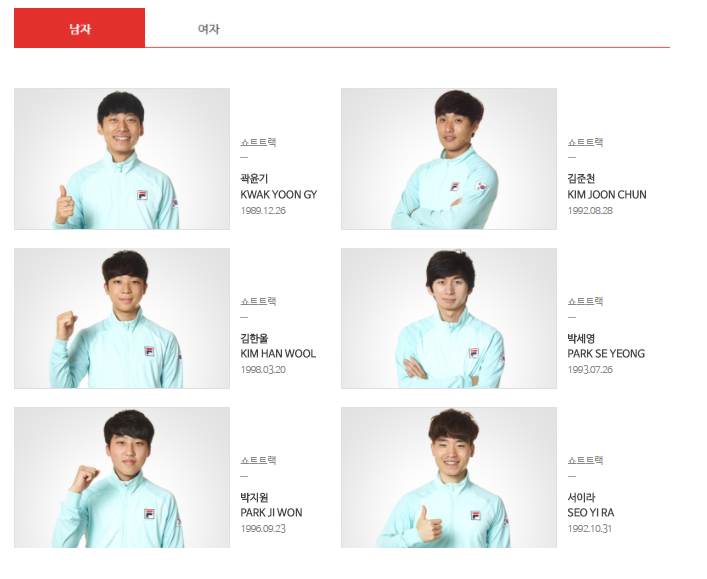 남자
여자
쇼트트랙
곽윤기
KWAK YOON GY
1989.12.26
쇼트트랙
김준천
KIM JOON CHUN
1992.08.28
쇼트트랙
김한울
KIM HAN WOOL
1998.03.20
쇼트트랙
박세영
PARK SE YEONG
1993.07.26
쇼트트랙
박지원
PARK JI WON
1996.09.23
쇼트트랙
서이라
SEO YI RA
1992.10.31